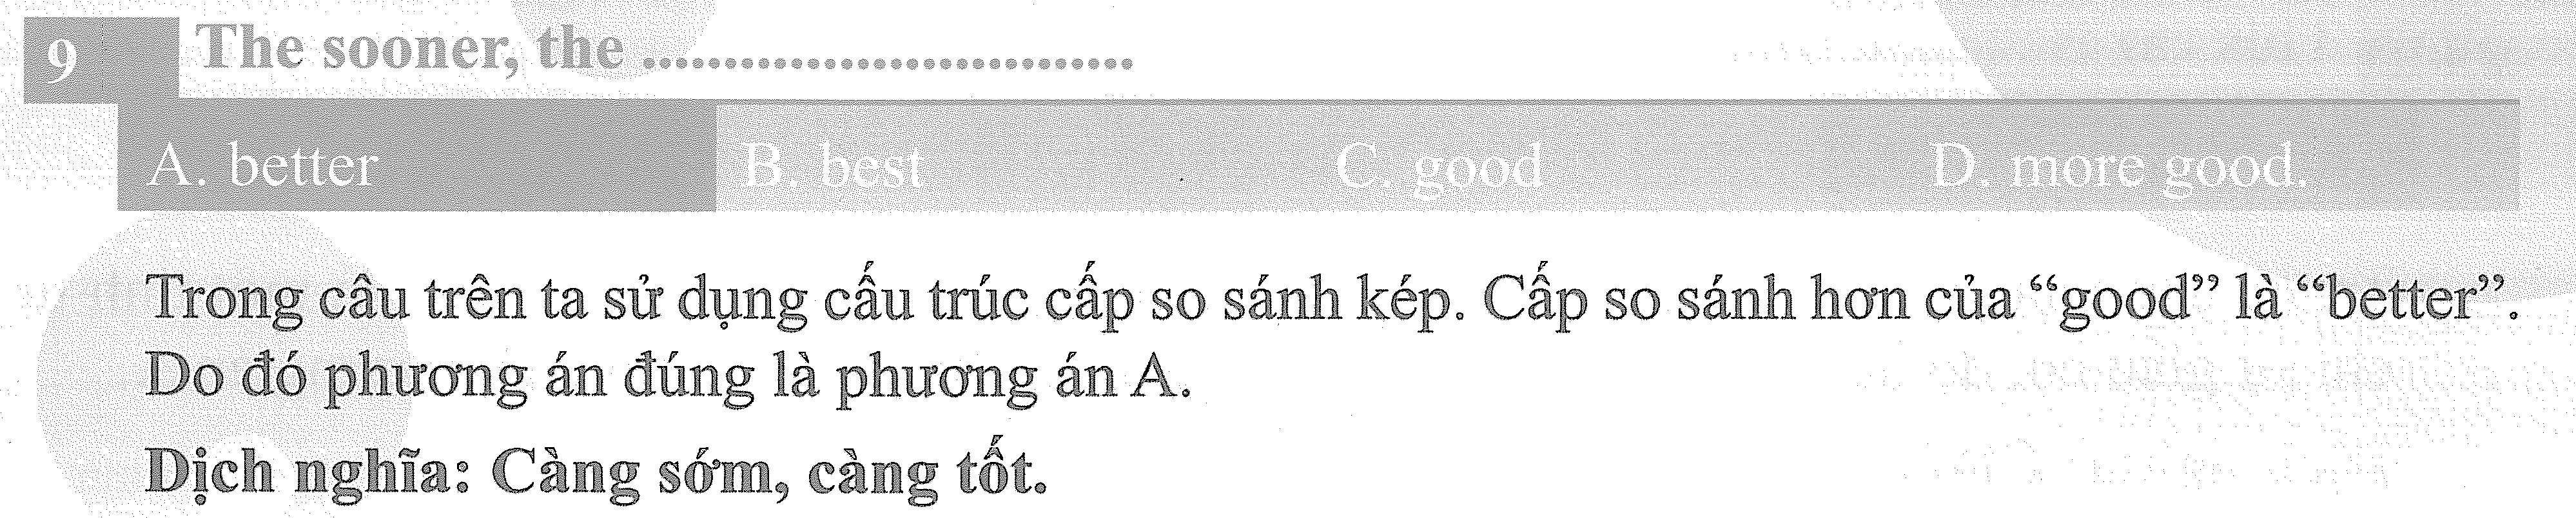 9 The sooner, the ..............................
A. better B. best C. good D. more good.
Trong câu trên ta sử dụng cấu trúc cấp so sánh kép. Cấp so sánh hơn của “good” là “better”.
Do đó phương án đúng là phương án A.
Dịch nghĩa: Càng sớm, càng tốt.